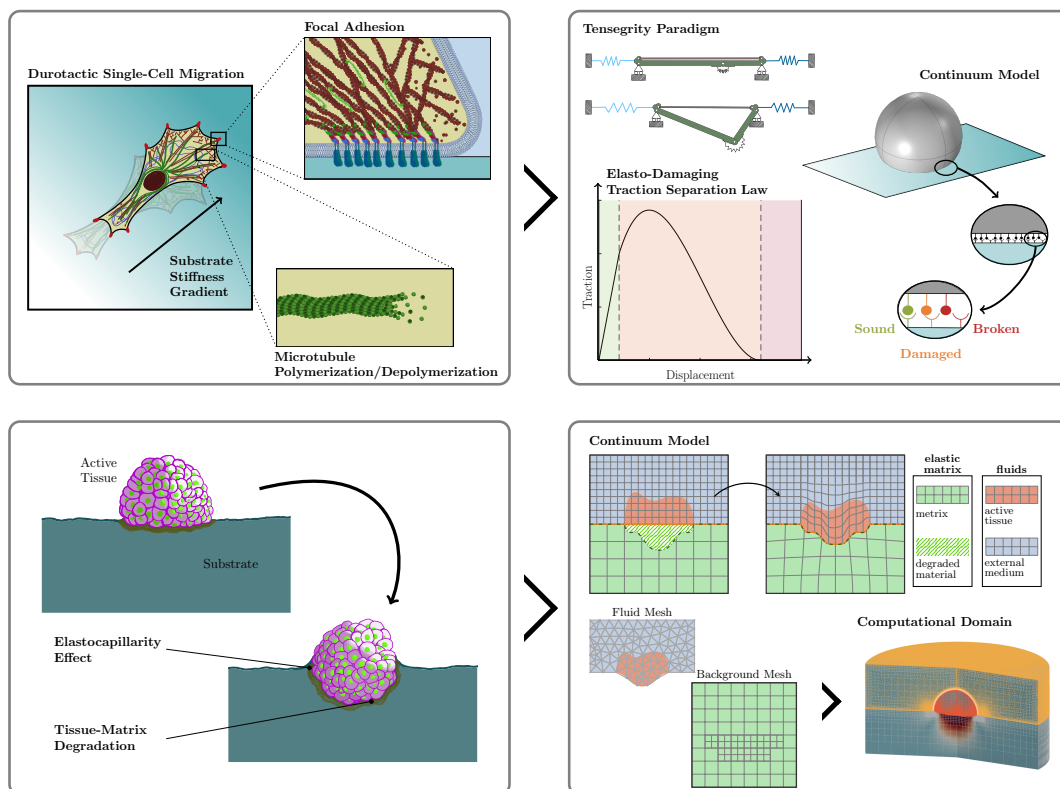 Focal Adhesion
Durotactic Single-Cell Migration
Substrate
Stiffness
Gradient
Microtubule
Polymerization/Depolymerization
Tensegrity Paradigm
Continuum Model
Elasto-Damaging
Traction Separation Law
Traction
Displacement
Sound
Broken
Damaged
Active
Tissue
Substrate
Elastocapillarity
Effect
Tissue-Matrix
Degradation
Continuum Model
elastic
matrix
fluids
metrix
active
tissue
degraded
material
external
medium
Fluid Mesh
Background Mesh
Computational Domain